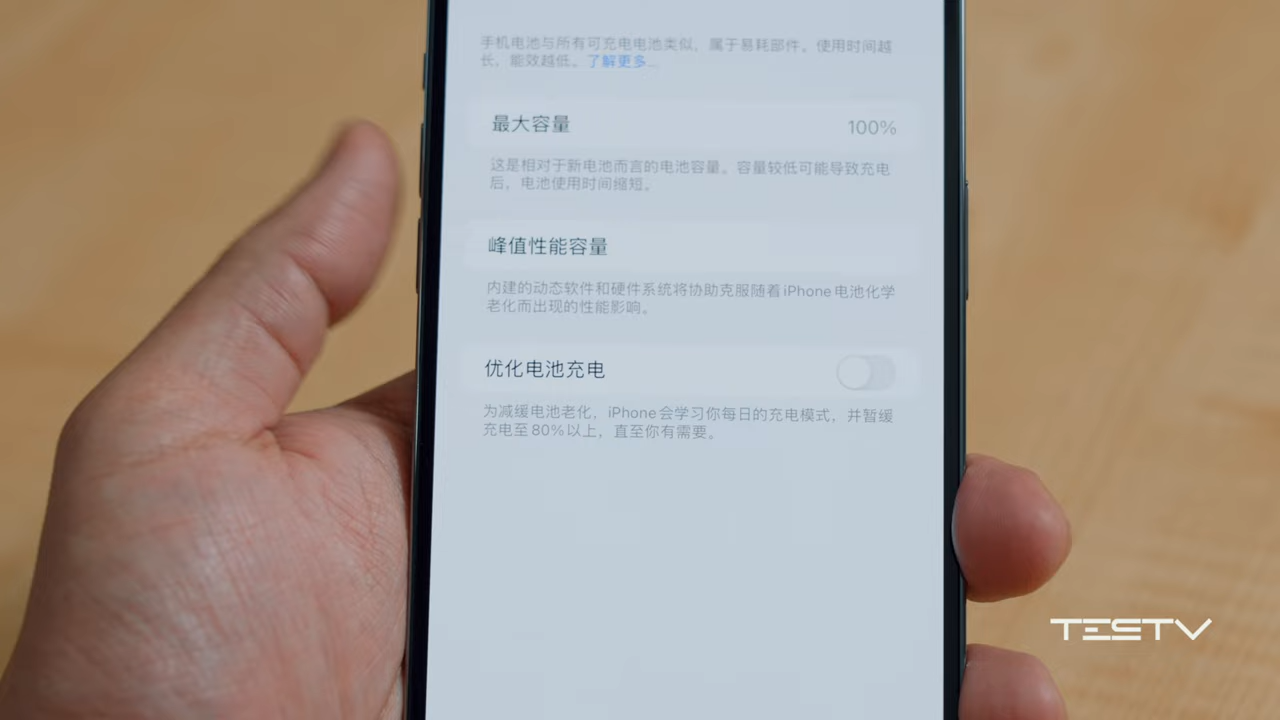 手机电池与所有可充电电池类似，属于易耗部件。使用时间越
长，能效越低。了解更多…
最大容量
100%
这是相对于新电池而言的电池容量。容量较低可能导致充电
后，电池使用时间缩短。
峰值性能容量
内建的动态软件和硬件系统将协助克服随着iPhone电池化学
老化而出现的性能影响。
优化电池充电
为减缓电池老化，iPhone会学习你每日的充电模式，并暂缓
充电至80%以上，直至你有需要。
TESTV